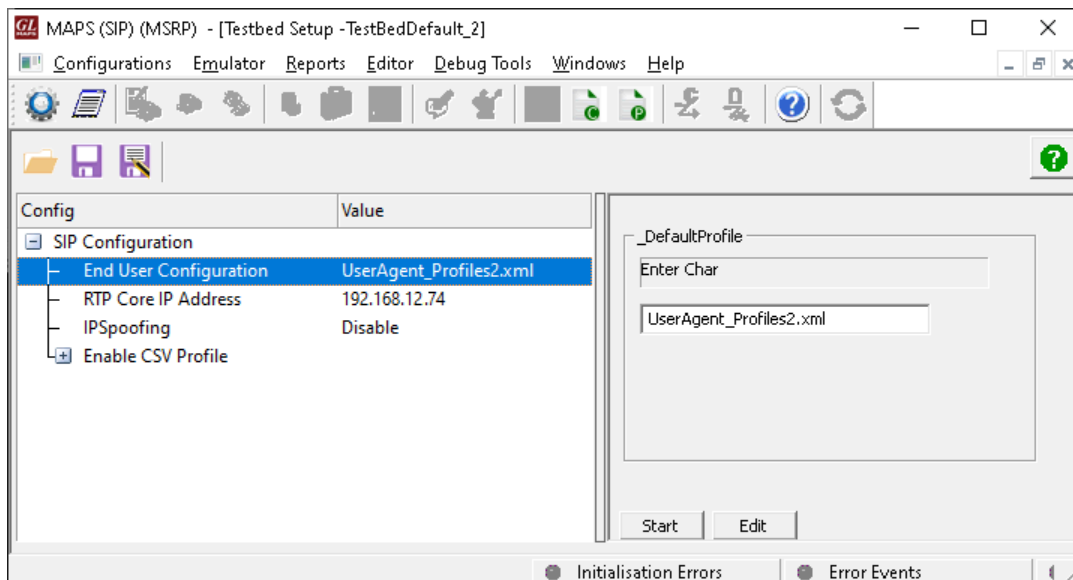 GL MAPS MAPS (SIP) (MSRP) - [Testbed Setup -TestBedDefault_2]
Configurations Emulator Reports Editor Debug Tools Windows Help
C P ? 
?
Config Value
SIP Configuration
End User Configuration UserAgent_Profiles2.xml
RTP Core IP Address 192.168.12.74
IPSpoofing Disable
Enable CSV Profile
_DefaultProfile
Enter Char
UserAgent_Profiles2.xml
Start Edit
Initialisation Errors Error Events